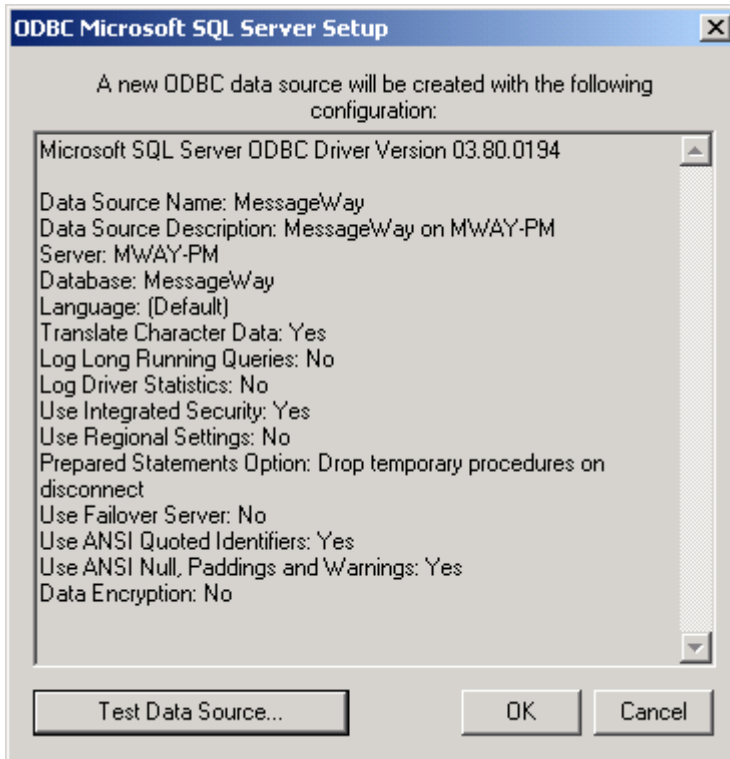 ODBC Microsoft SQL Server Setup
A new ODBC data source will be created with the following
configuration:
Microsoft SQL Server ODBC Driver Version 03.80.0194
Data Source Name: MessageWay
Data Source Description: MessageWay on MWAY-PM
Server: MWAY-PM
Database: MessageWay
Language: (Default)
Translate Character Data: Yes
Log Long Running Queries: No
Log Driver Statistics: No
Use Integrated Security: Yes
Use Regional Settings: No
Prepared Statements Option: Drop temporary procedures on
disconnect
Use Failover Server: No
Use ANSI Quoted Identifiers: Yes
Use ANSI Null, Paddings and Warnings: Yes
Data Encryption: No
Test Data Source...
OK
Cancel